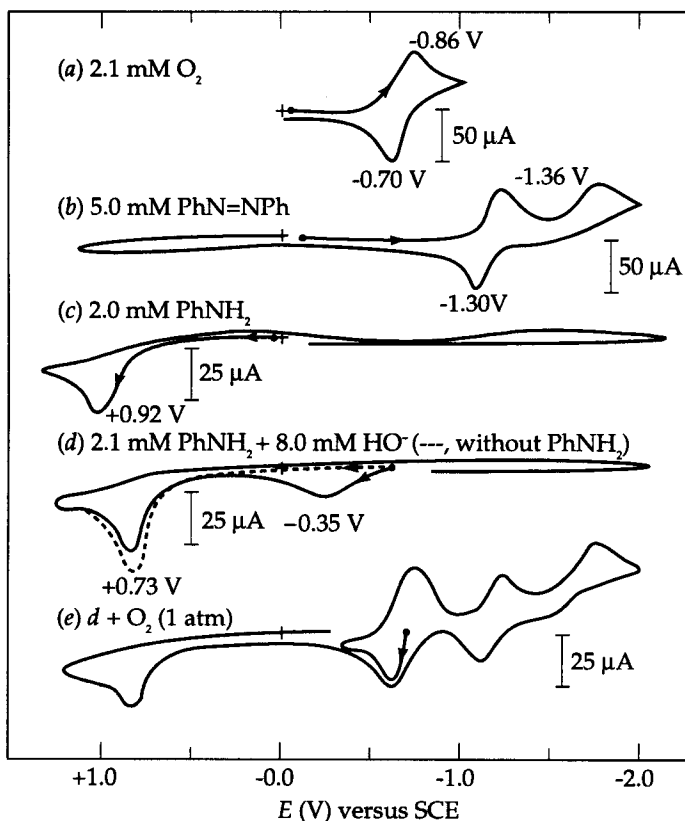 -0.86 V
(a) 2.1 mM O₂
50 μA
-0.70 V
-1.36 V
(b) 5.0 mM PhN=NPh
50 μA
-1.30V
(c) 2.0 mM PhNH₂
25 μA
+0.92 V
(d) 2.1 mM PhNH₂ + 8.0 mM HO⁻ (---, without PhNH₂)
25 μA
−0.35 V
+0.73 V
(e) d + O₂ (1 atm)
25 μA
+1.0 -0.0 -1.0 -2.0
E (V) versus SCE